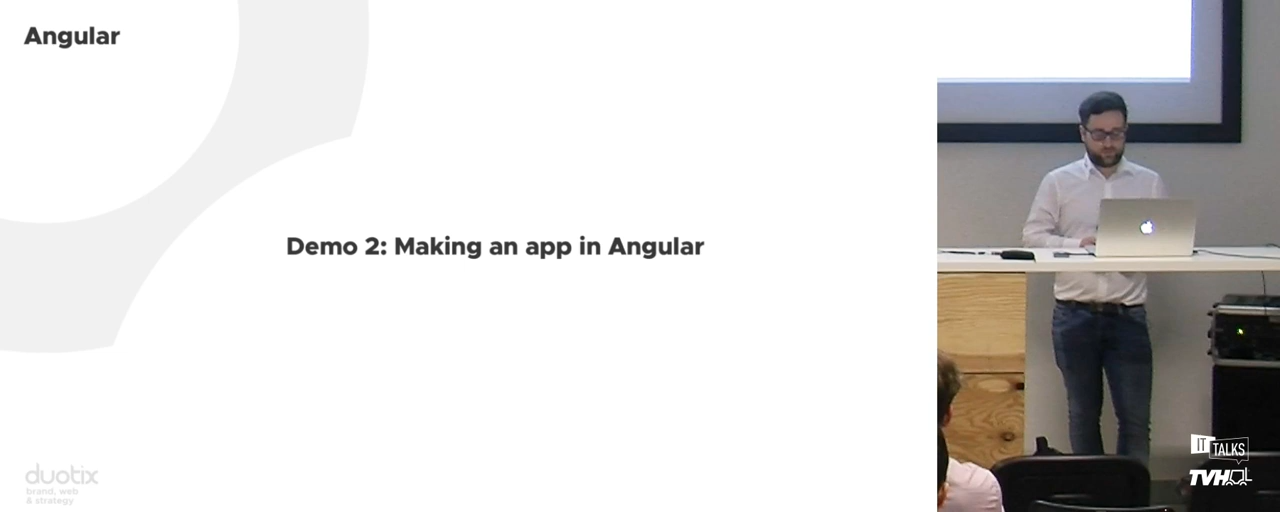 Angular
Demo 2: Making an app in Angular
duotix
brand, web
& strategy
IT
TALKS
TVH